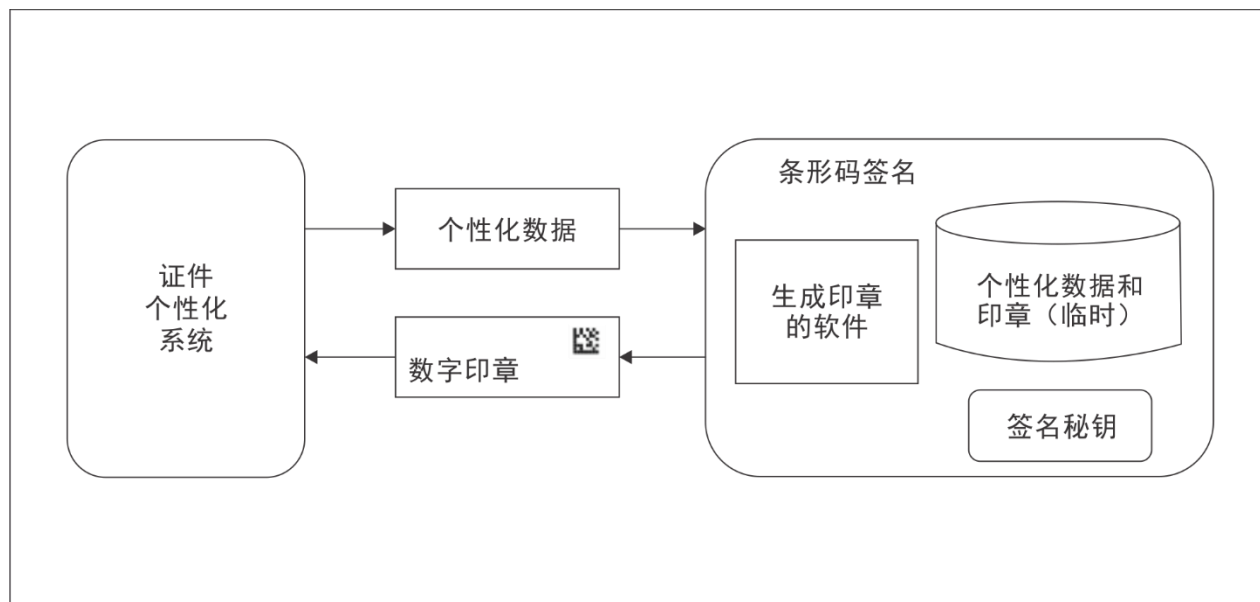 证件
个性化
系统
个性化数据
数字印章
条形码签名
生成印章
的软件
个性化数据和
印章（临时）
签名秘钥